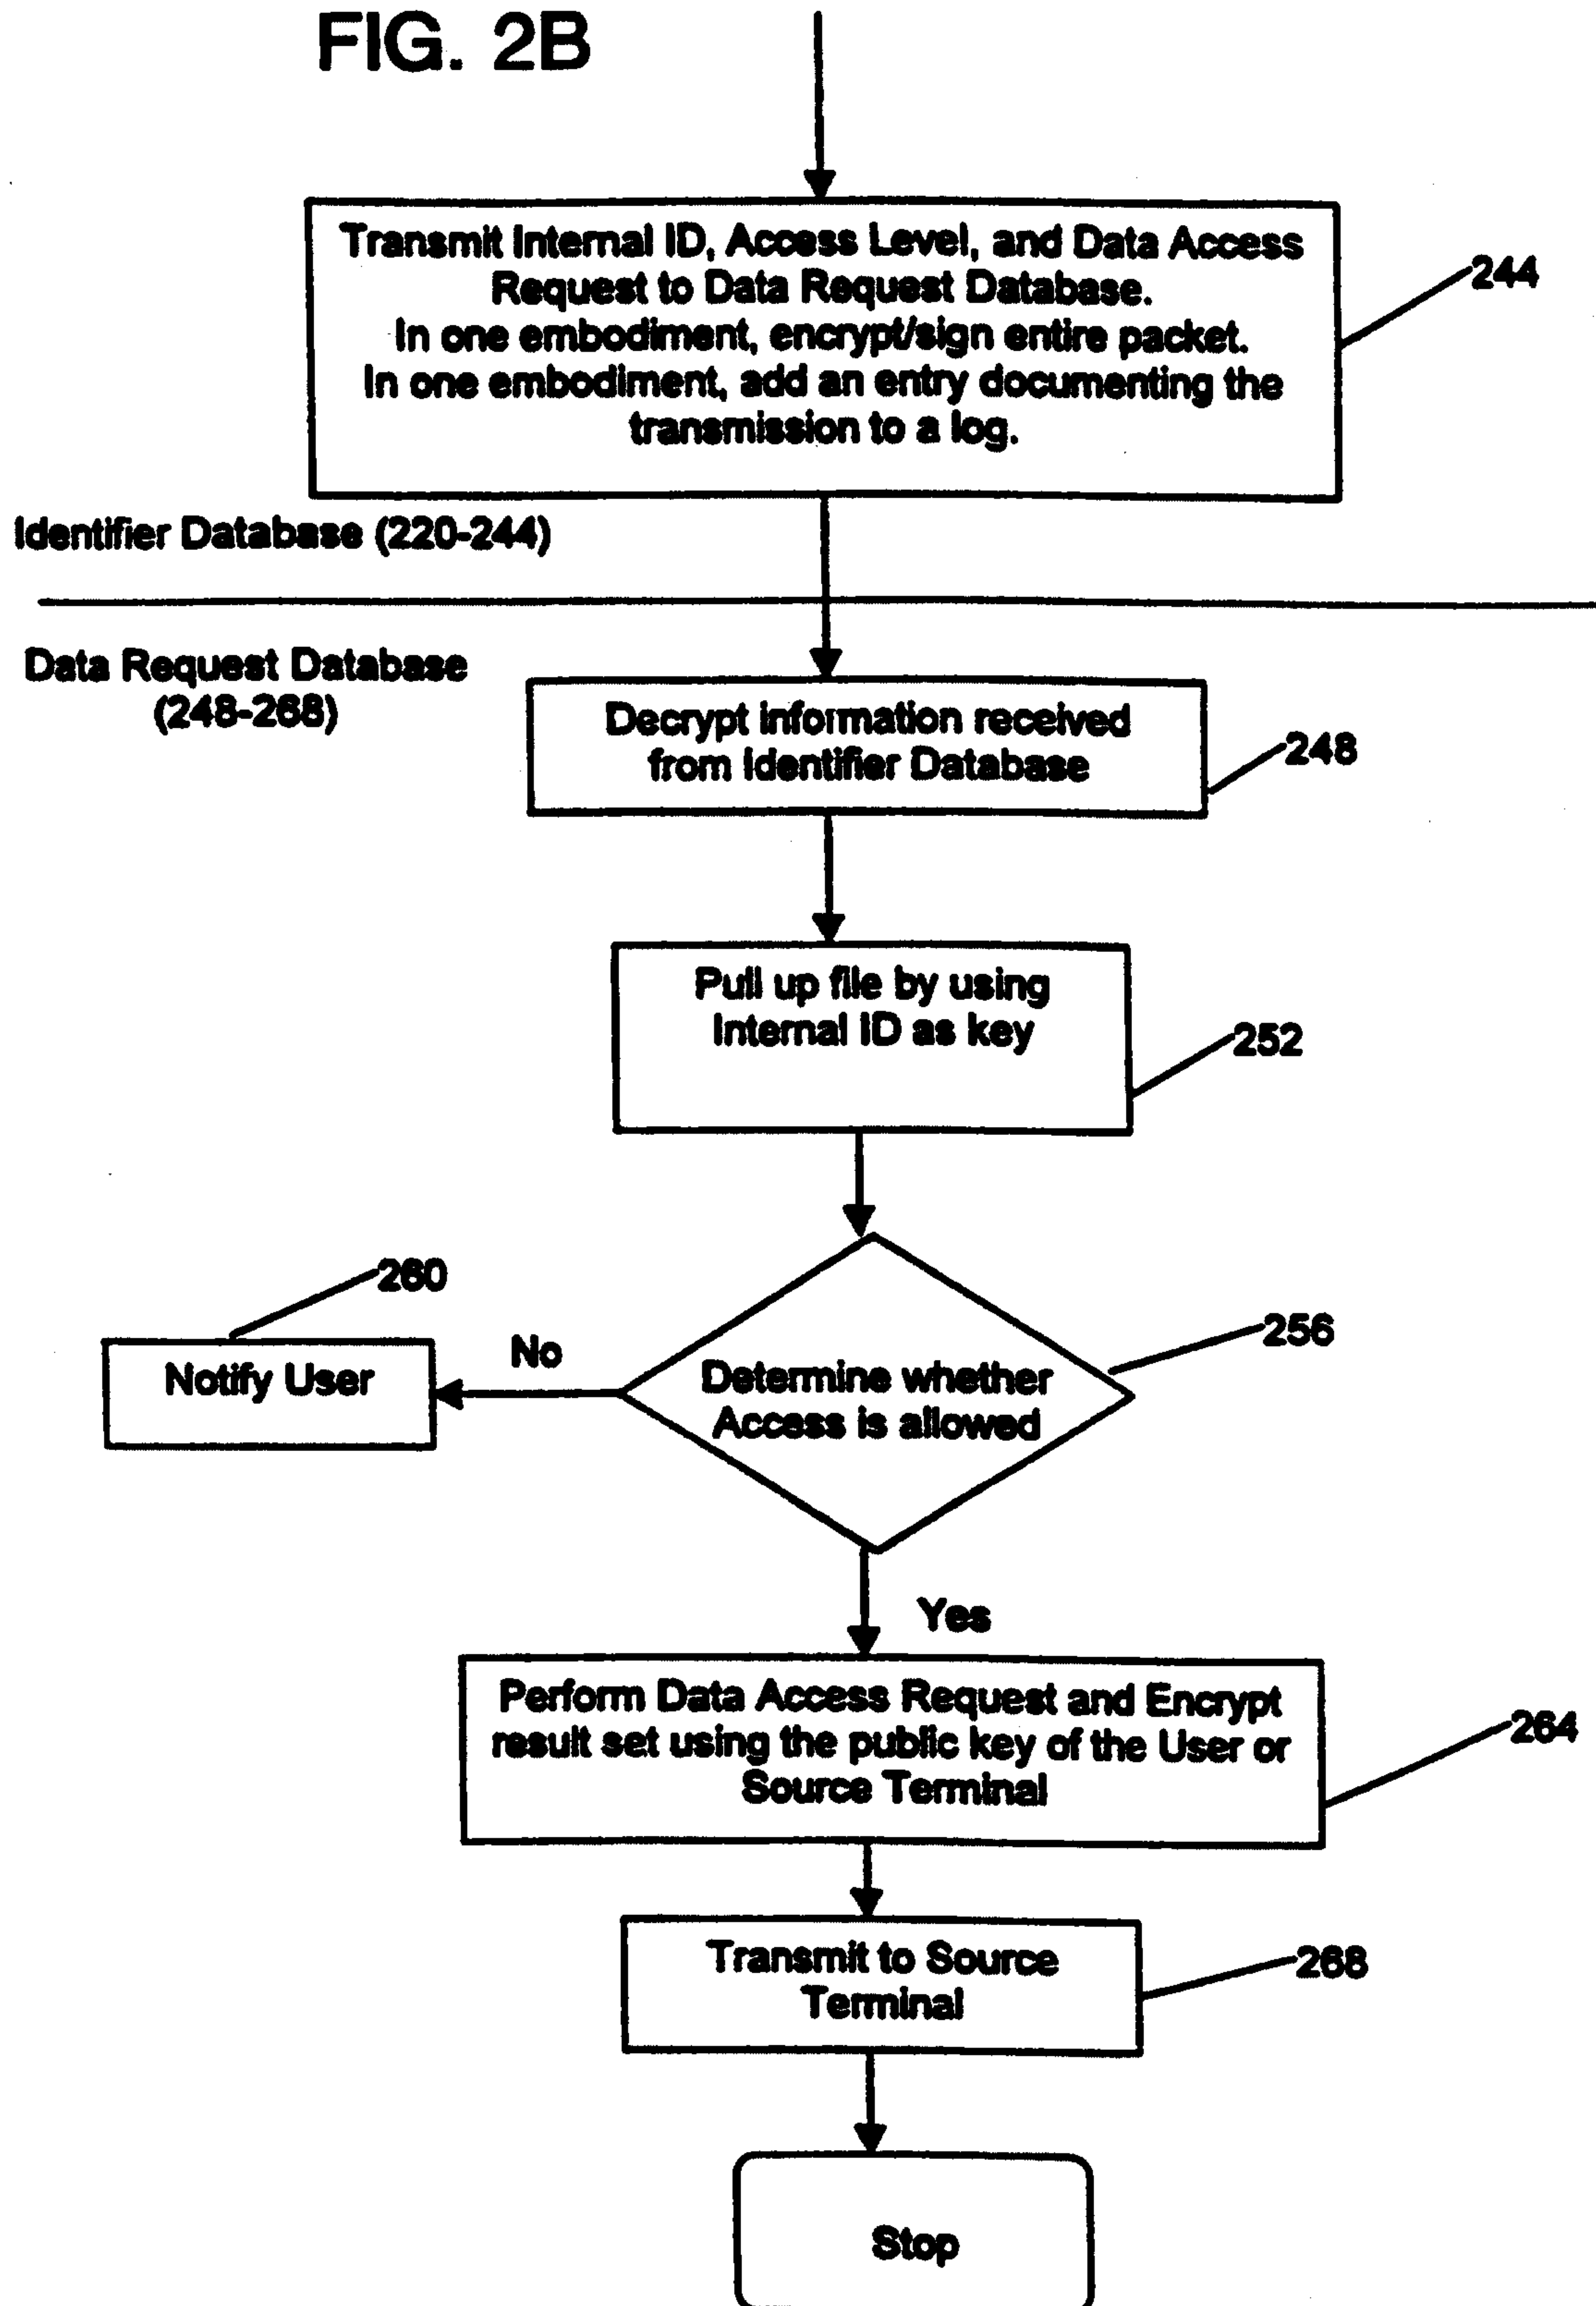 FIG. 2B
Transmit Internal ID, Access Level, and Data Access
Request to Data Request Database.
In one embodiment, encrypt/sign entire packet.
In one embodiment, add an entry documenting the
transmission to a log.
244
Identifier Database (220-244)
Data Request Database
(248-268)
Decrypt information received
from Identifier Database
248
Pull up file by using
Internal ID as key
252
260
Notify User
No
Determine whether
Access is allowed
256
Yes
Perform Data Access Request and Encrypt
result set using the public key of the User or
Source Terminal
264
Transmit to Source
Terminal
268
Stop